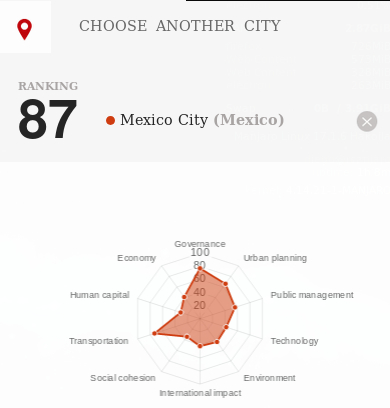 CHOOSE ANOTHER CITY
RANKING
87
Mexico City (Mexico)
Governance
100
80
60
40
20
Economy
Urban planning
Human capital
Public management
Transportation
Technology
Social cohesion
Environment
International impact